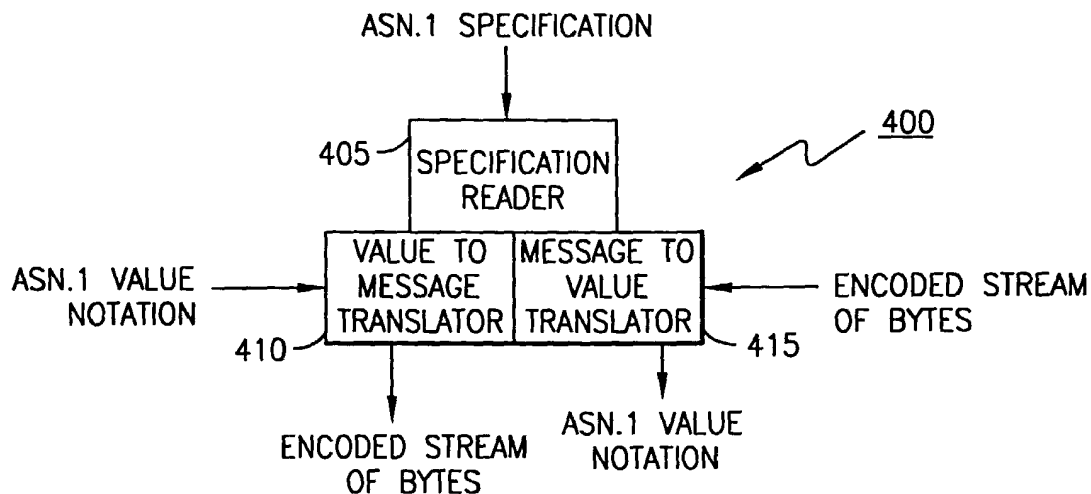 ASN.1 SPECIFICATION
400
405
SPECIFICATION
READER
VALUE TO
MESSAGE
TRANSLATOR
MESSAGE TO
VALUE
TRANSLATOR
ASN.1 VALUE
NOTATION
ENCODED STREAM
OF BYTES
410
415
ENCODED STREAM
OF BYTES
ASN.1 VALUE
NOTATION